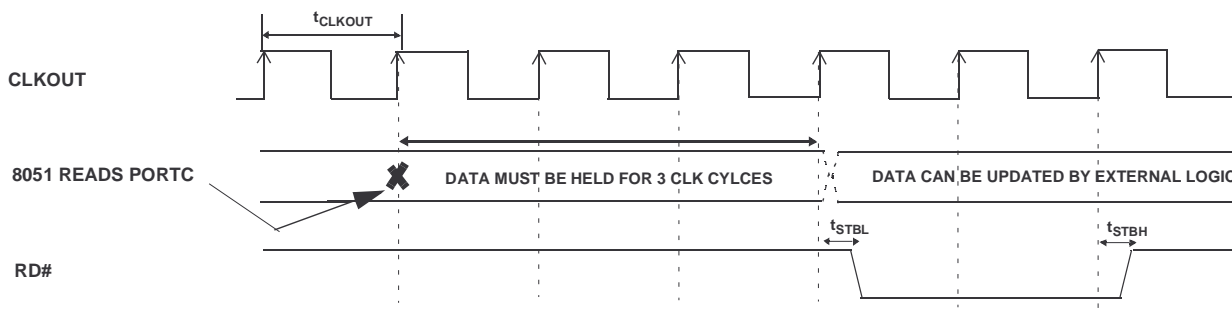 tCLKOUT
CLKOUT
8051 READS PORTC
DATA MUST BE HELD FOR 3 CLK CYLCES
DATA CAN BE UPDATED BY EXTERNAL LOGIC
tSTBL
tSTBH
RD#